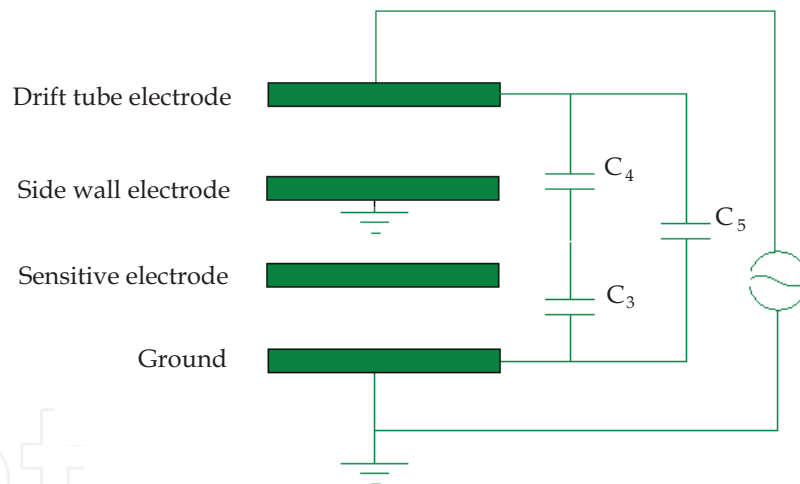 Drift tube electrode
C₄
Side wall electrode
C₅
Sensitive electrode
C₃
Ground